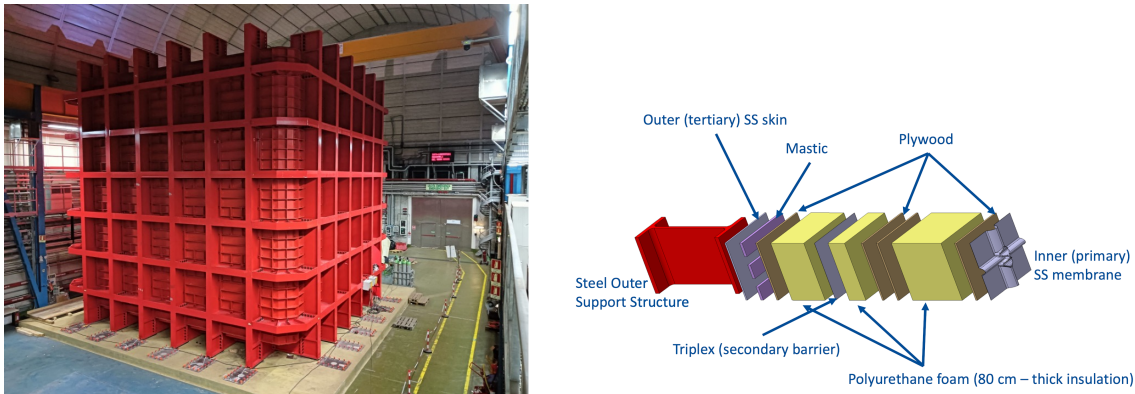 Outer (tertiary) SS skin
Mastic
Plywood
Steel Outer
Support Structure
Inner (primary)
SS membrane
Triplex (secondary barrier)
Polyurethane foam (80 cm – thick insulation)